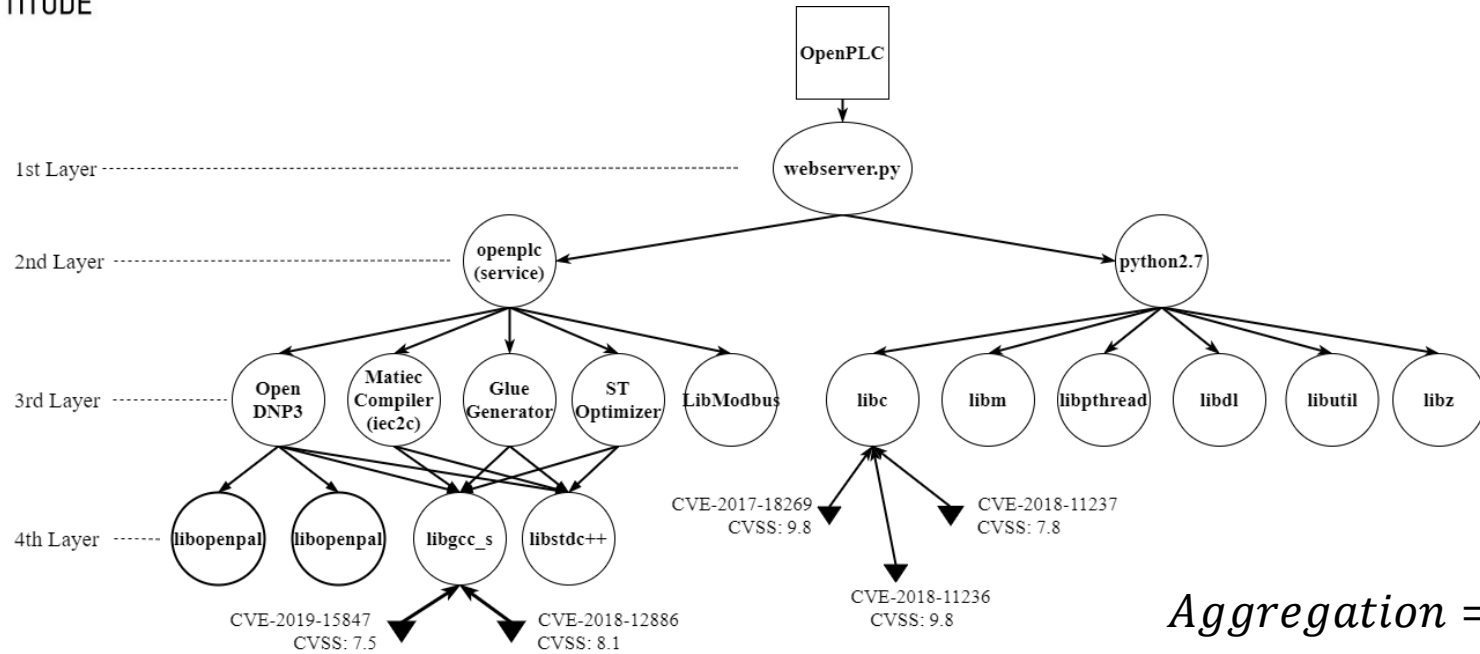 TITUDE
OpenPLC
1st Layer
webserver.py
2nd Layer
openplc
(service)
python2.7
3rd Layer
Open
DNP3
Matiec
Compiler
(iec2c)
Glue
Generator
ST
Optimizer
LibModbus
libc
libm
libpthread
libdl
libutil
libz
CVE-2017-18269
CVSS: 9.8
CVE-2018-11237
CVSS: 7.8
4th Layer
libopenpal
libopenpal
libgcc_s
libstdc++
CVE-2018-11236
CVSS: 9.8
CVE-2019-15847
CVSS: 7.5
CVE-2018-12886
CVSS: 8.1
Aggregation =